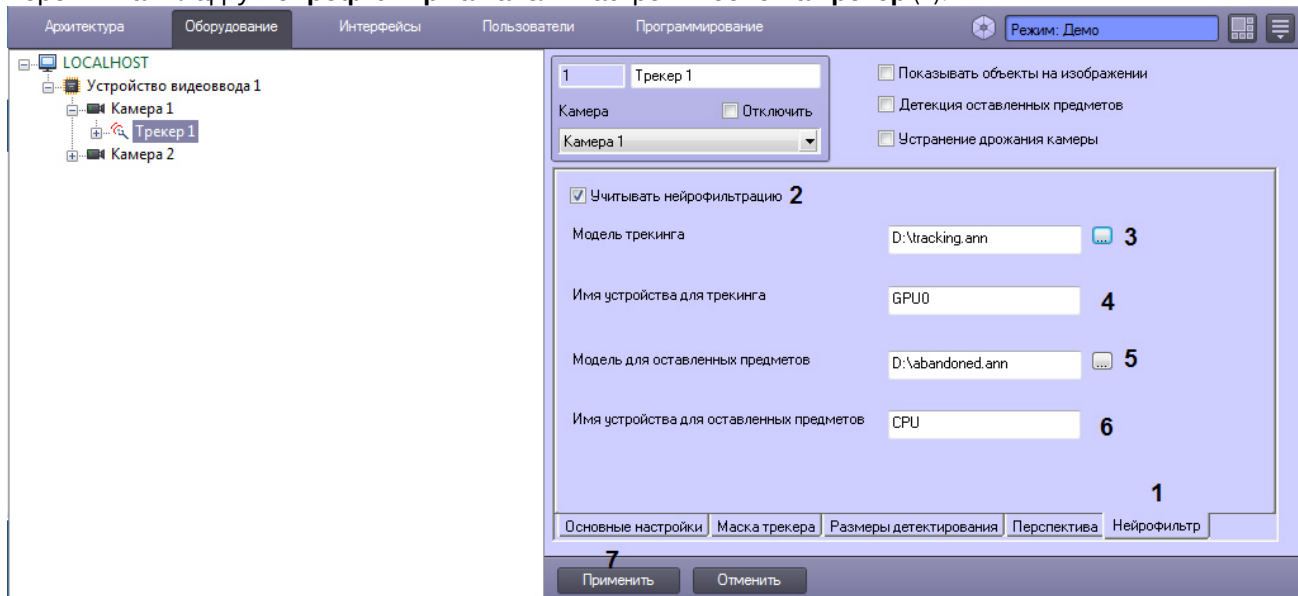 Архитектура Оборудование Интерфейсы Пользователи Программирование Режим: Демо
LOCALHOST
Устройство видеоввода 1
Камера 1
Трекер 1
Камера 2
1 Трекер 1
Камера Отключить
Камера 1
Показывать объекты на изображении
Детекция оставленных предметов
Устранение дрожания камеры
Учитывать нейрофильтрацию 2
Модель трекинга D:\tracking.ann ... 3
Имя устройства для трекинга GPU0 4
Модель для оставленных предметов D:\abandoned.ann ... 5
Имя устройства для оставленных предметов CPU 6
1
Основные настройки Маска трекера Размеры детектирования Перспектива Нейрофильтр
7
Применить Отменить